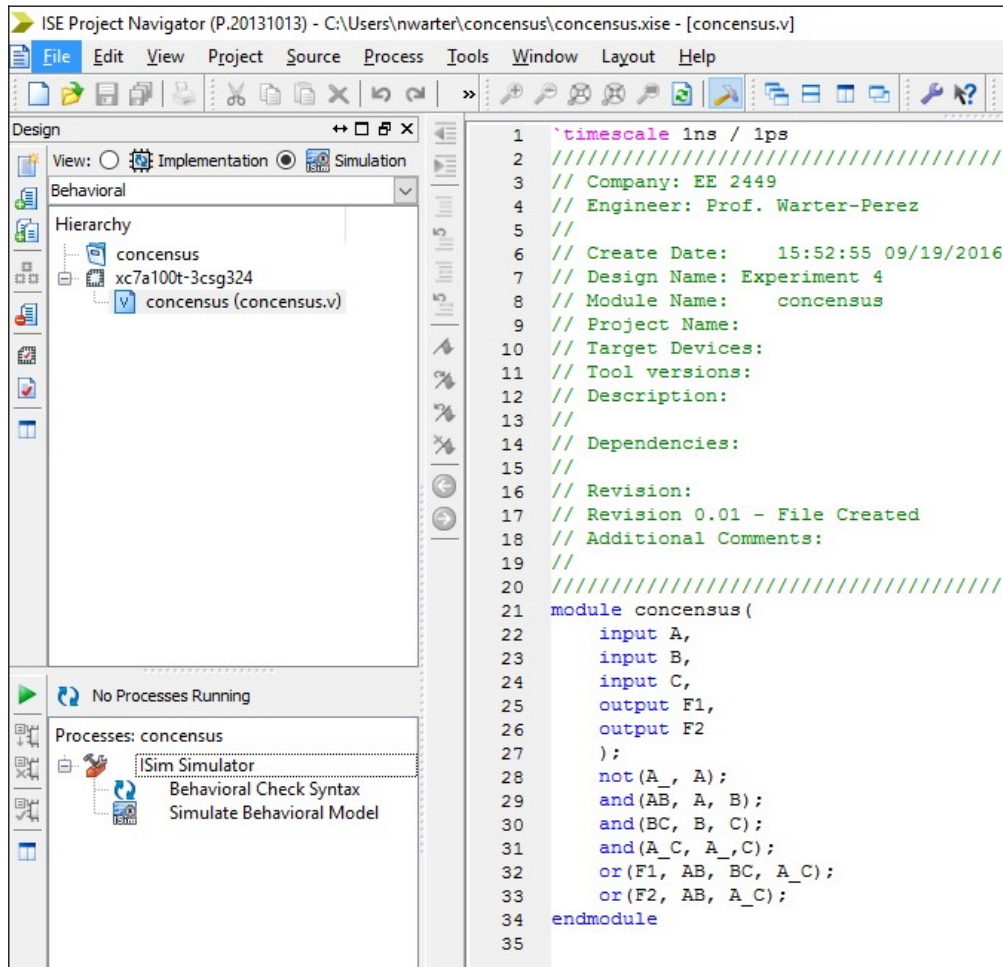 ISE Project Navigator (P.20131013) - C:\Users\nwarter\concensus\concensus.xise - [concensus.v]
File Edit View Project Source Process Tools Window Layout Help
Design
View: Implementation Simulation
Behavioral
Hierarchy
concensus
xc7a100t-3csg324
concensus (concensus.v)
No Processes Running
Processes: concensus
ISim Simulator
Behavioral Check Syntax
Simulate Behavioral Model
1 `timescale 1ns / 1ps
2 //////////////////////////////////////
3 // Company: EE 2449
4 // Engineer: Prof. Warter-Perez
5 //
6 // Create Date:    15:52:55 09/19/2016
7 // Design Name: Experiment 4
8 // Module Name:    concensus
9 // Project Name:
10 // Target Devices:
11 // Tool versions:
12 // Description:
13 //
14 // Dependencies:
15 //
16 // Revision:
17 // Revision 0.01 - File Created
18 // Additional Comments:
19 //
20 //////////////////////////////////////
21 module concensus(
22     input A,
23     input B,
24     input C,
25     output F1,
26     output F2
27     );
28     not(A_, A);
29     and(AB, A, B);
30     and(BC, B, C);
31     and(A_C, A_,C);
32     or(F1, AB, BC, A_C);
33     or(F2, AB, A_C);
34 endmodule
35